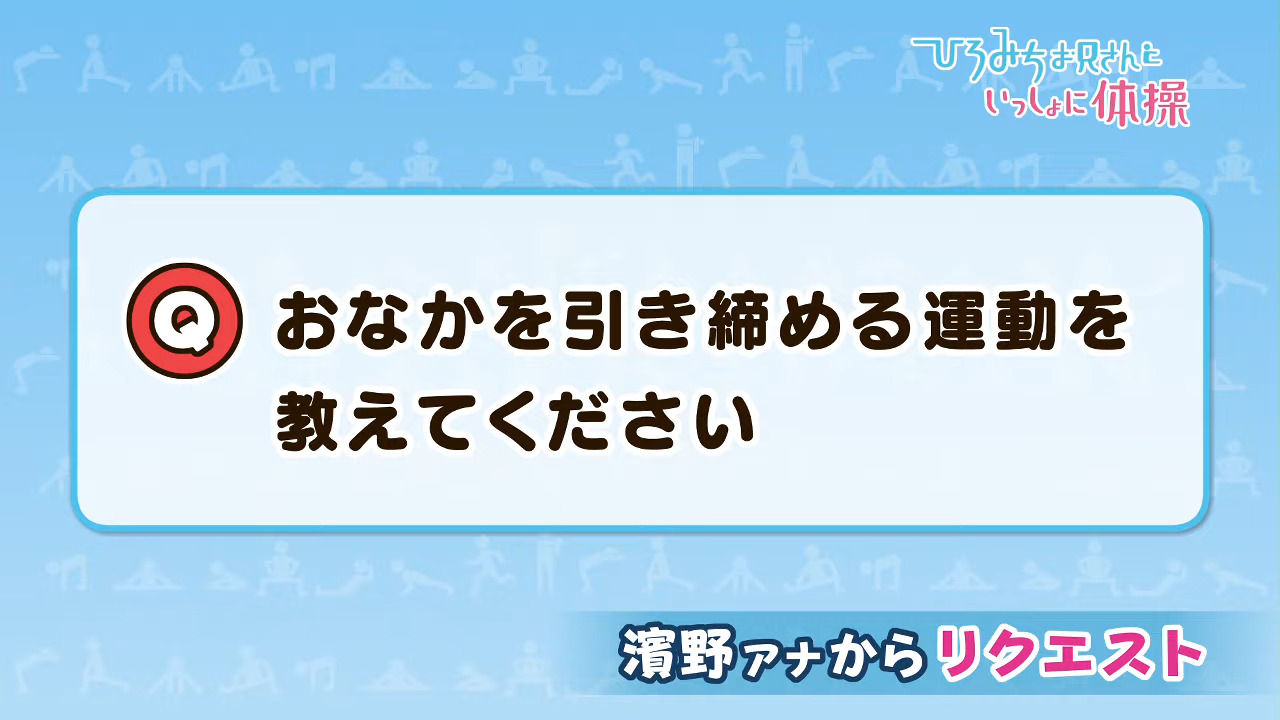 ひろみちお兄さんと
いっしょに体操
Q おなかを引き締める運動を
教えてください
濱野アナからリクエスト